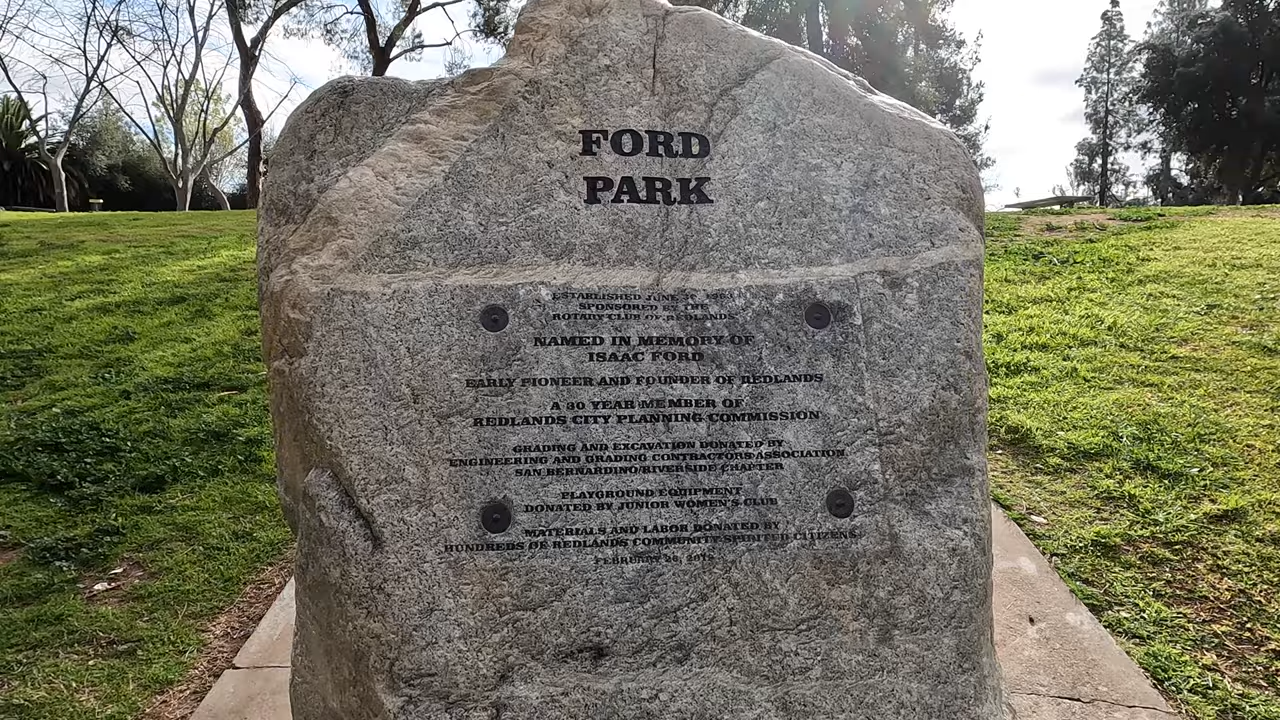 FORD
PARK
ESTABLISHED JUNE
SPONSORED BY THE
ROTARY CLUB OF REDLANDS
NAMED IN MEMORY OF
ISAAC FORD
EARLY PIONEER AND FOUNDER OF REDLANDS
A 30 YEAR MEMBER OF
REDLANDS CITY PLANNING COMMISSION
GRADING AND EXCAVATION DONATED BY
ENGINEERING AND GRADING CONTRACTORS ASSOCIATION
SAN BERNARDINO/RIVERSIDE CHAPTER
PLAYGROUND EQUIPMENT
DONATED BY JUNIOR WOMEN'S CLUB
MATERIALS AND LABOR DONATED BY
HUNDREDS OF REDLANDS COMMUNITY SPIRITED CITIZENS
FEBRUARY